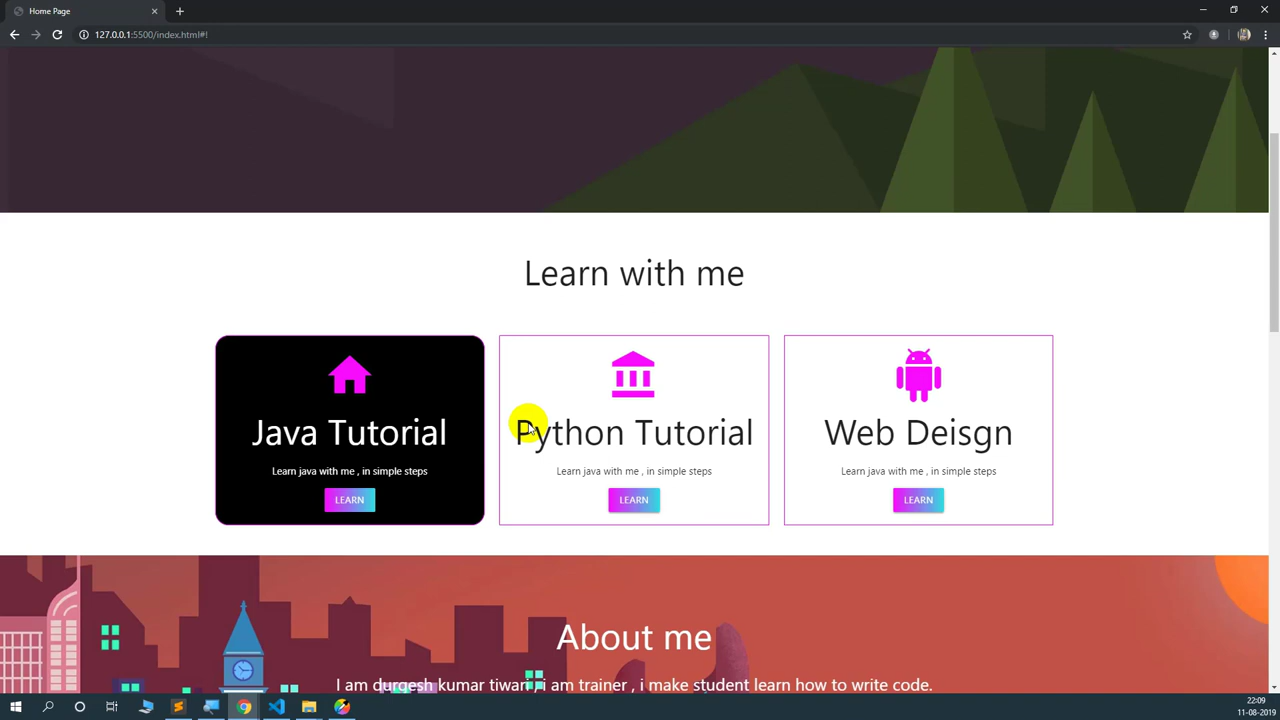 Home Page
127.0.0.1:5500/index.html#!
Learn with me
Java Tutorial
Learn java with me , in simple steps
LEARN
Python Tutorial
Learn java with me , in simple steps
LEARN
Web Deisgn
Learn java with me , in simple steps
LEARN
About me
I am durgesh kumar tiwari , i am trainer , i make student learn how to write code.
22:09
11-08-2019